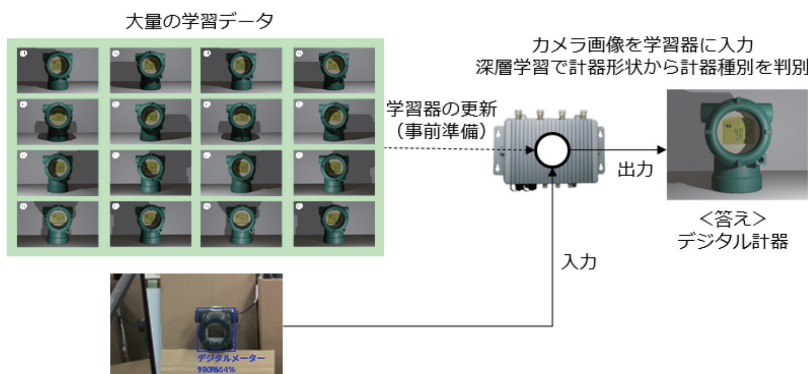 大量の学習データ
カメラ画像を学習器に入力
深層学習で計器形状から計器種別を判別
学習器の更新
（事前準備）
出力
<答え>
デジタル計器
入力
デジタルメーター